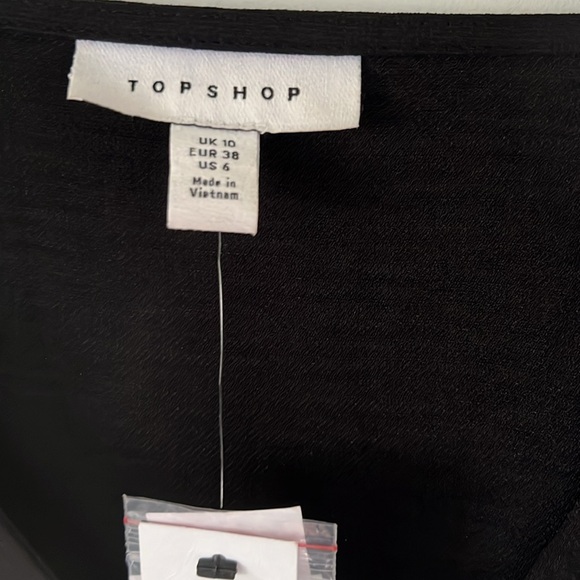 TOPSHOP
UK 10
EUR 38
US 6
Made in
Vietnam